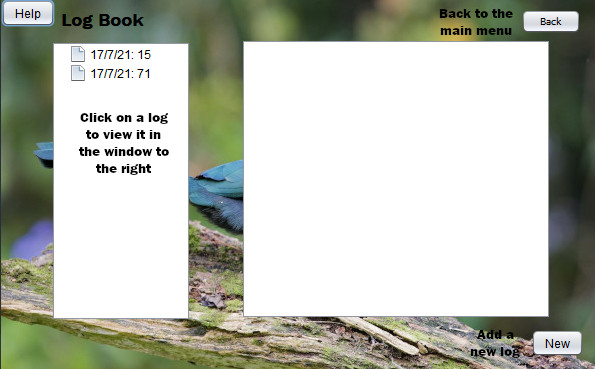 Help
Log Book
Back to the
main menu
Back
17/7/21: 15
17/7/21: 71
Click on a log
to view it in
the window to
the right
Add a
new log
New